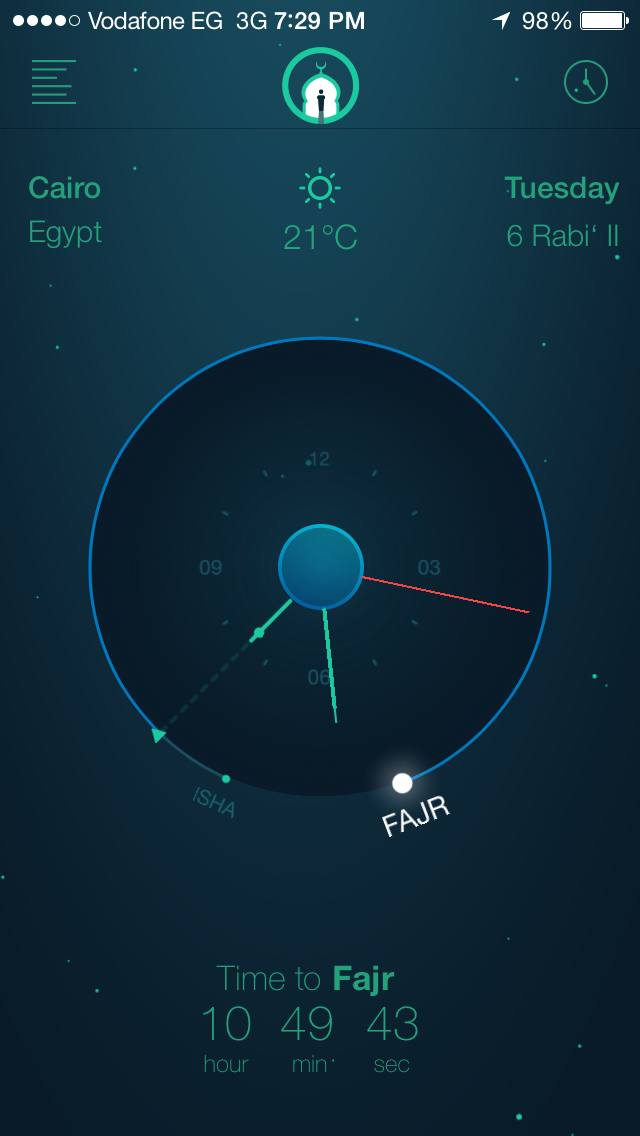 Vodafone EG 3G 7:29 PM 98%
Cairo Tuesday
Egypt 21°C 6 Rabi‘ II
12
09 03
06
ISHA FAJR
Time to Fajr
10 49 43
hour min sec